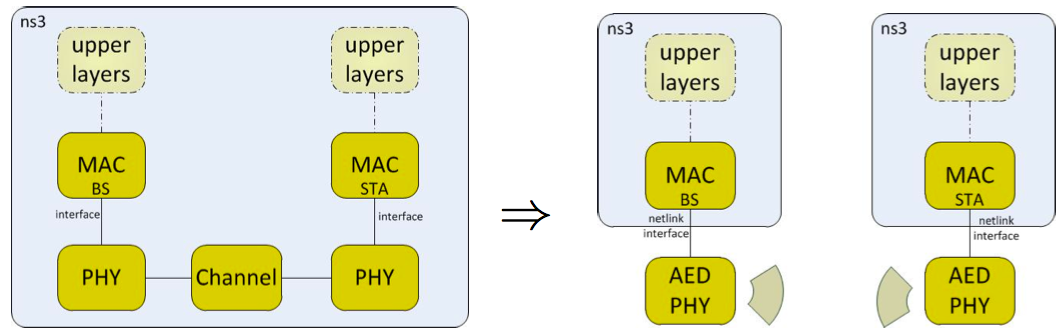 ns3
upper
layers
upper
layers
MAC
BS
MAC
STA
interface
interface
PHY
Channel
PHY
⇒
ns3
upper
layers
MAC
BS
netlink
interface
AED
PHY
ns3
upper
layers
MAC
STA
netlink
interface
AED
PHY